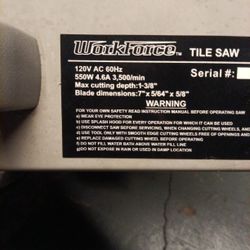 WORKFORCE™ TILE SAW
120V AC 60Hz
550W 4.6A 3,500/min
Serial#:
Max cutting depth:1-3/8"
Blade dimensions:7" x 5/64" x 5/8"
WARNING
FOR YOUR OWN SAFETY READ INSTRUCTION MANUAL BEFORE OPERATING SAW
a) WEAR EYE PROTECTION
b) USE SPLASH HOOD FOR EVERY OPERATION FOR WHICH IT CAN BE USED, INC
c) DISCONNECT SAW BEFORE SERVICING, WHEN CHANGING CUTTING WHEELS, AND
d) USE TOOL ONLY WITH SMOOTH EDGE CUTTING WHEELS FREE OF OPENINGS AND
e) REPLACE DAMAGED CUTTING WHEEL BEFORE OPERATING
f) DO NOT FILL WATER BATH ABOVE WATER FILL LINE
g) DO NOT EXPOSE IN RAIN OR USED IN DAMP LOCATION